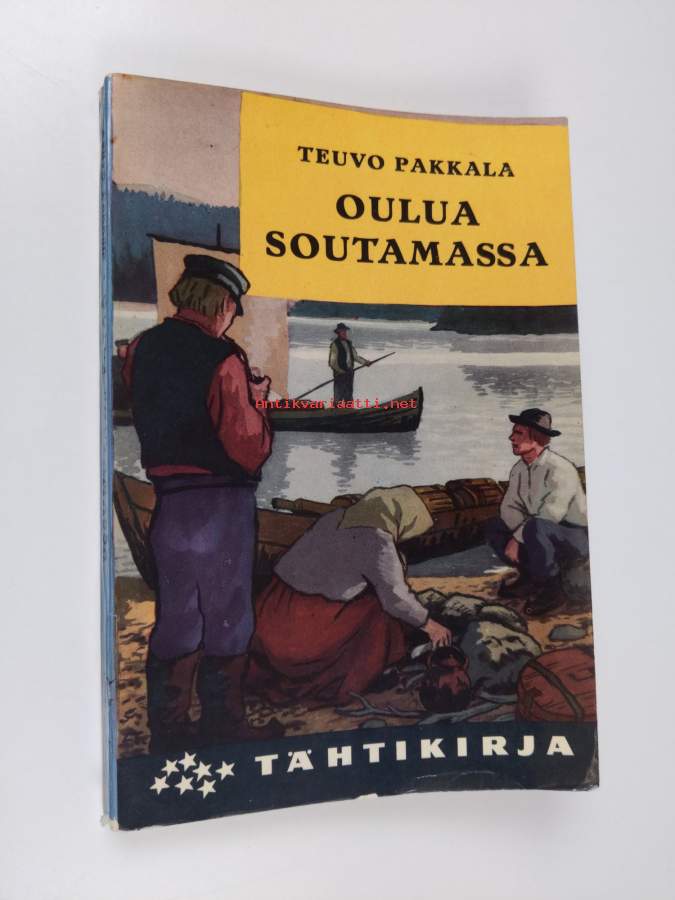 TEUVO PAKKALA
OULUA
SOUTAMASSA
Antikvariaatti.net
TÄHTIKIRJA